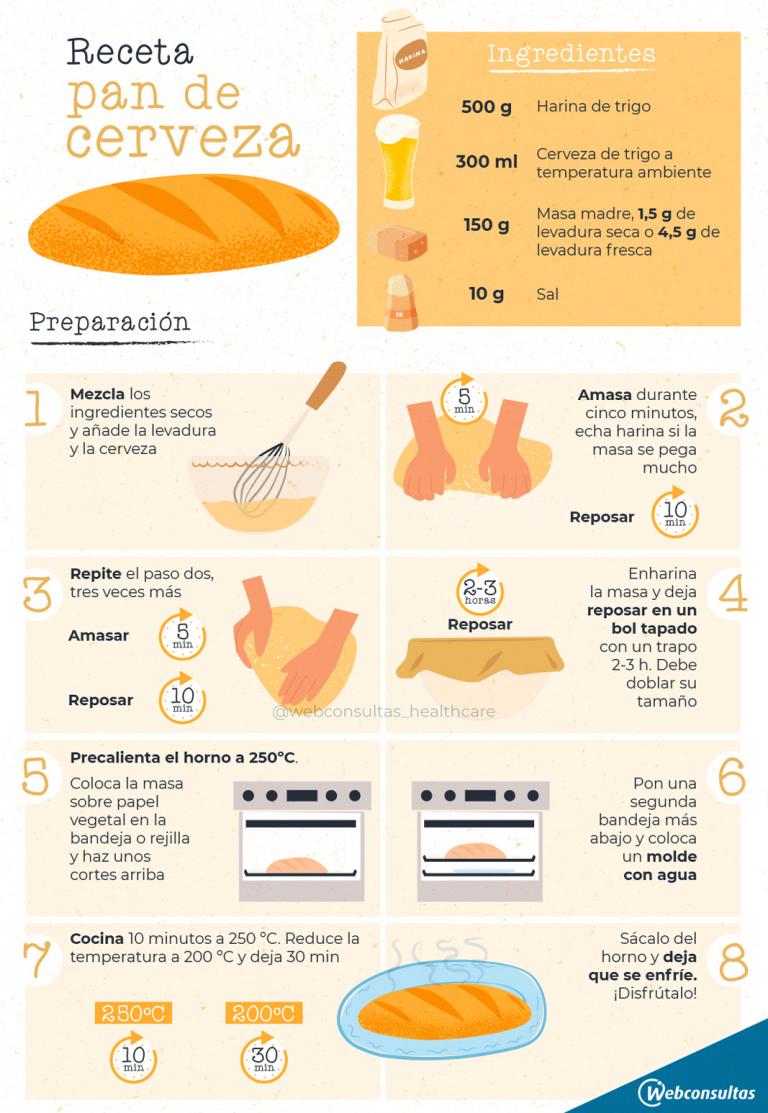 Receta
pan de
cerveza
HARINA
Ingredientes
500 g
Harina de trigo
300 ml
Cerveza de trigo a
temperatura ambiente
150 g
Masa madre, 1,5 g de
levadura seca o 4,5 g de
levadura fresca
10 g
Sal
Preparación
1
Mezcla los
ingredientes secos
y añade la levadura
y la cerveza
2
5
min
Amasa durante
cinco minutos,
echa harina si la
masa se pega
mucho
Reposar
10
min
3
Repite el paso dos,
tres veces más
Amasar
5
min
Reposar
10
min
4
2-3
horas
Reposar
Enharina
la masa y deja
reposar en un
bol tapado
con un trapo
2-3 h. Debe
doblar su
tamaño
@webconsultas_healthcare
5
Precalienta el horno a 250ºC.
Coloca la masa
sobre papel
vegetal en la
bandeja o rejilla
y haz unos
cortes arriba
6
Pon una
segunda
bandeja más
abajo y coloca
un molde
con agua
7
Cocina 10 minutos a 250 ºC. Reduce la
temperatura a 200 ºC y deja 30 min
250ºC
200ºC
10
min
30
min
8
Sácalo del
horno y deja
que se enfríe.
¡Disfrútalo!
Webconsultas